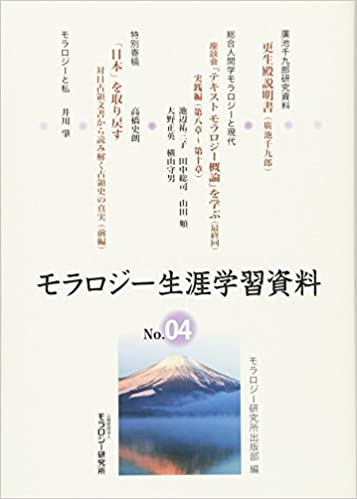 廣池千九郎研究資料
更生殿説明書(廣池千九郎)
総合人間学モラロジーと現代
座談会『テキスト モラロジー概論』を学ぶ(最終回)
実践編(第八章～第十章)
池辺祐二子 田中総司 山田順
大野正英 横山守男
特別寄稿
高橋史朗
「日本」を取り戻す
対日占領文書から読み解く占領史の真実(前編)
モラロジーと私 井川肇
モラロジー生涯学習資料
No.04
モラロジー研究所出版部 編
公益財団法人
モラロジー研究所